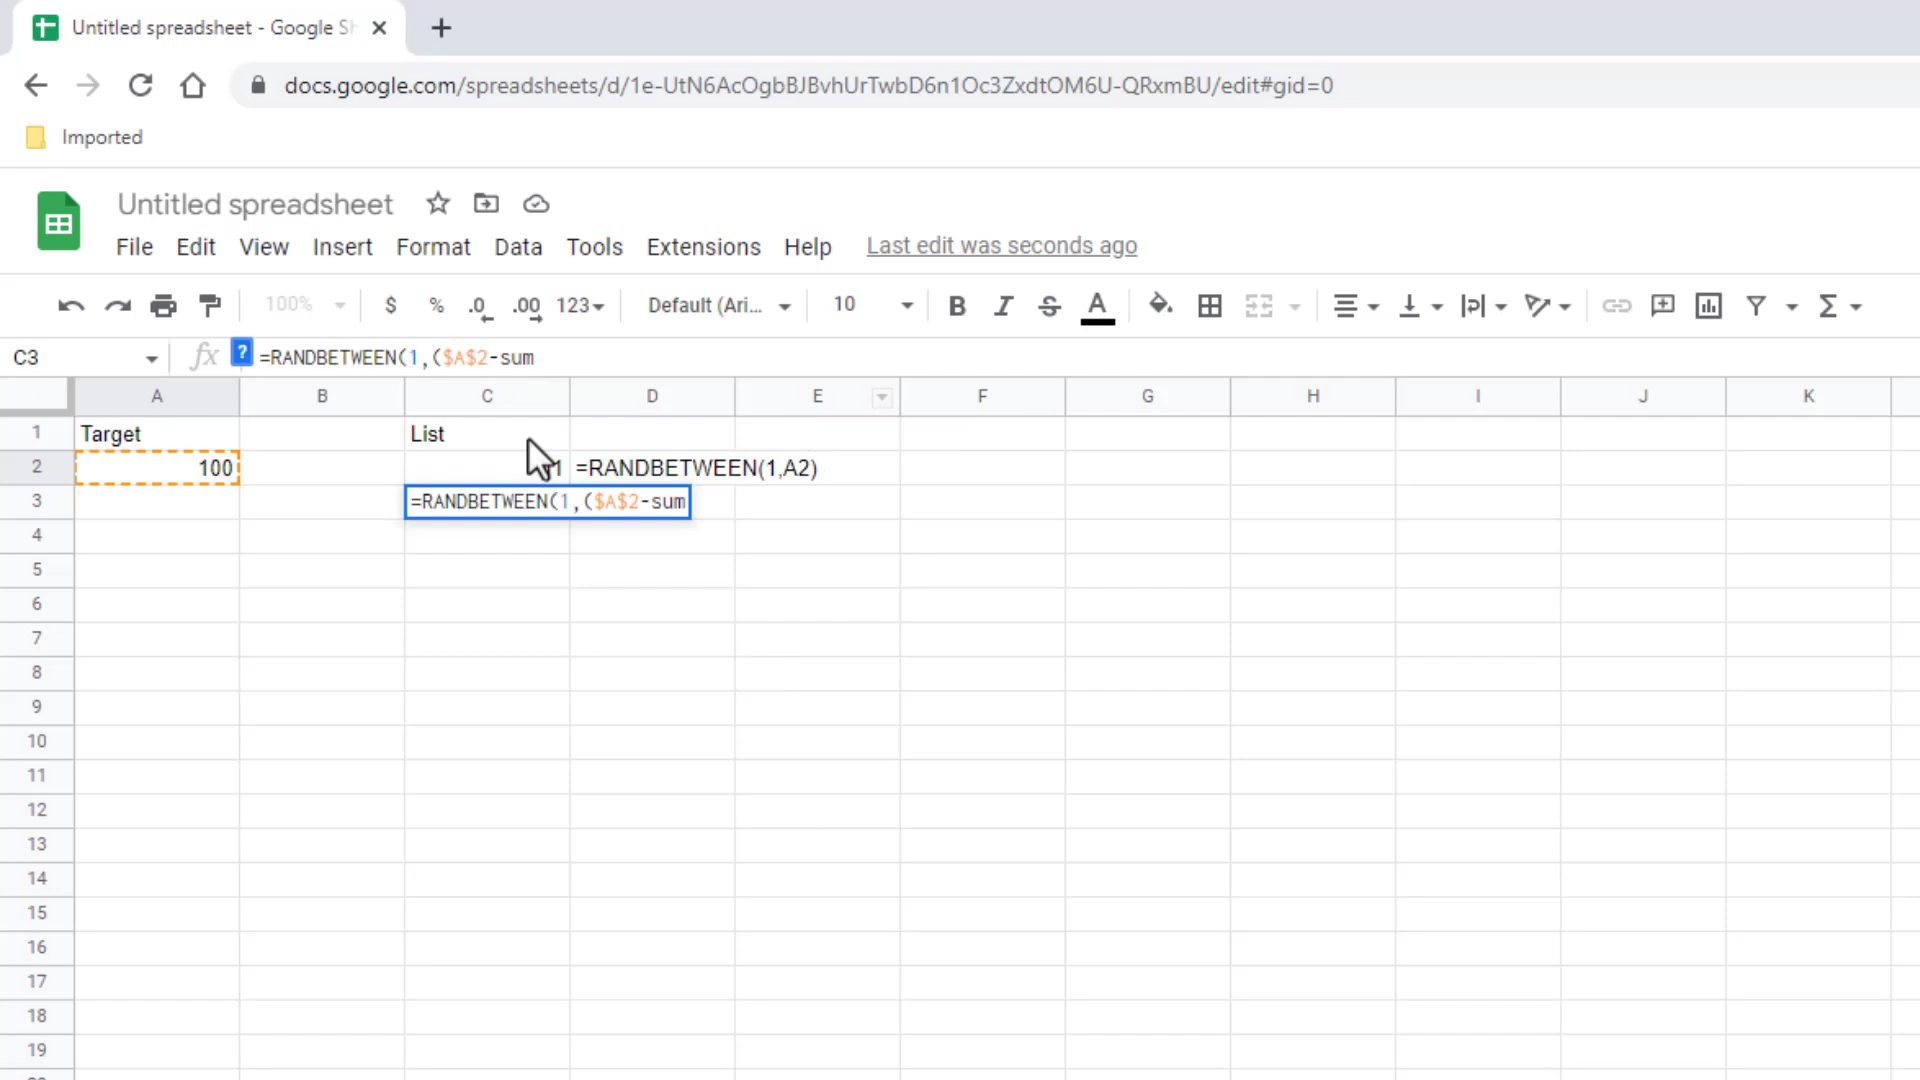 Untitled spreadsheet - Google Sh
docs.google.com/spreadsheets/d/1e-UtN6AcOgbBJBvhUrTwbD6n1Oc3ZxdtOM6U-QRxmBU/edit#gid=0
Imported
Untitled spreadsheet
File Edit View Insert Format Data Tools Extensions Help Last edit was seconds ago
100% $ % .0 .00 123 Default (Ari... 10 B I S A Σ
C3 fx ? =RANDBETWEEN(1,($A$2-sum
A B C D E F G H I J K
1 Target List
2 100 =RANDBETWEEN(1,A2)
3 =RANDBETWEEN(1,($A$2-sum
4
5
6
7
8
9
10
11
12
13
14
15
16
17
18
19